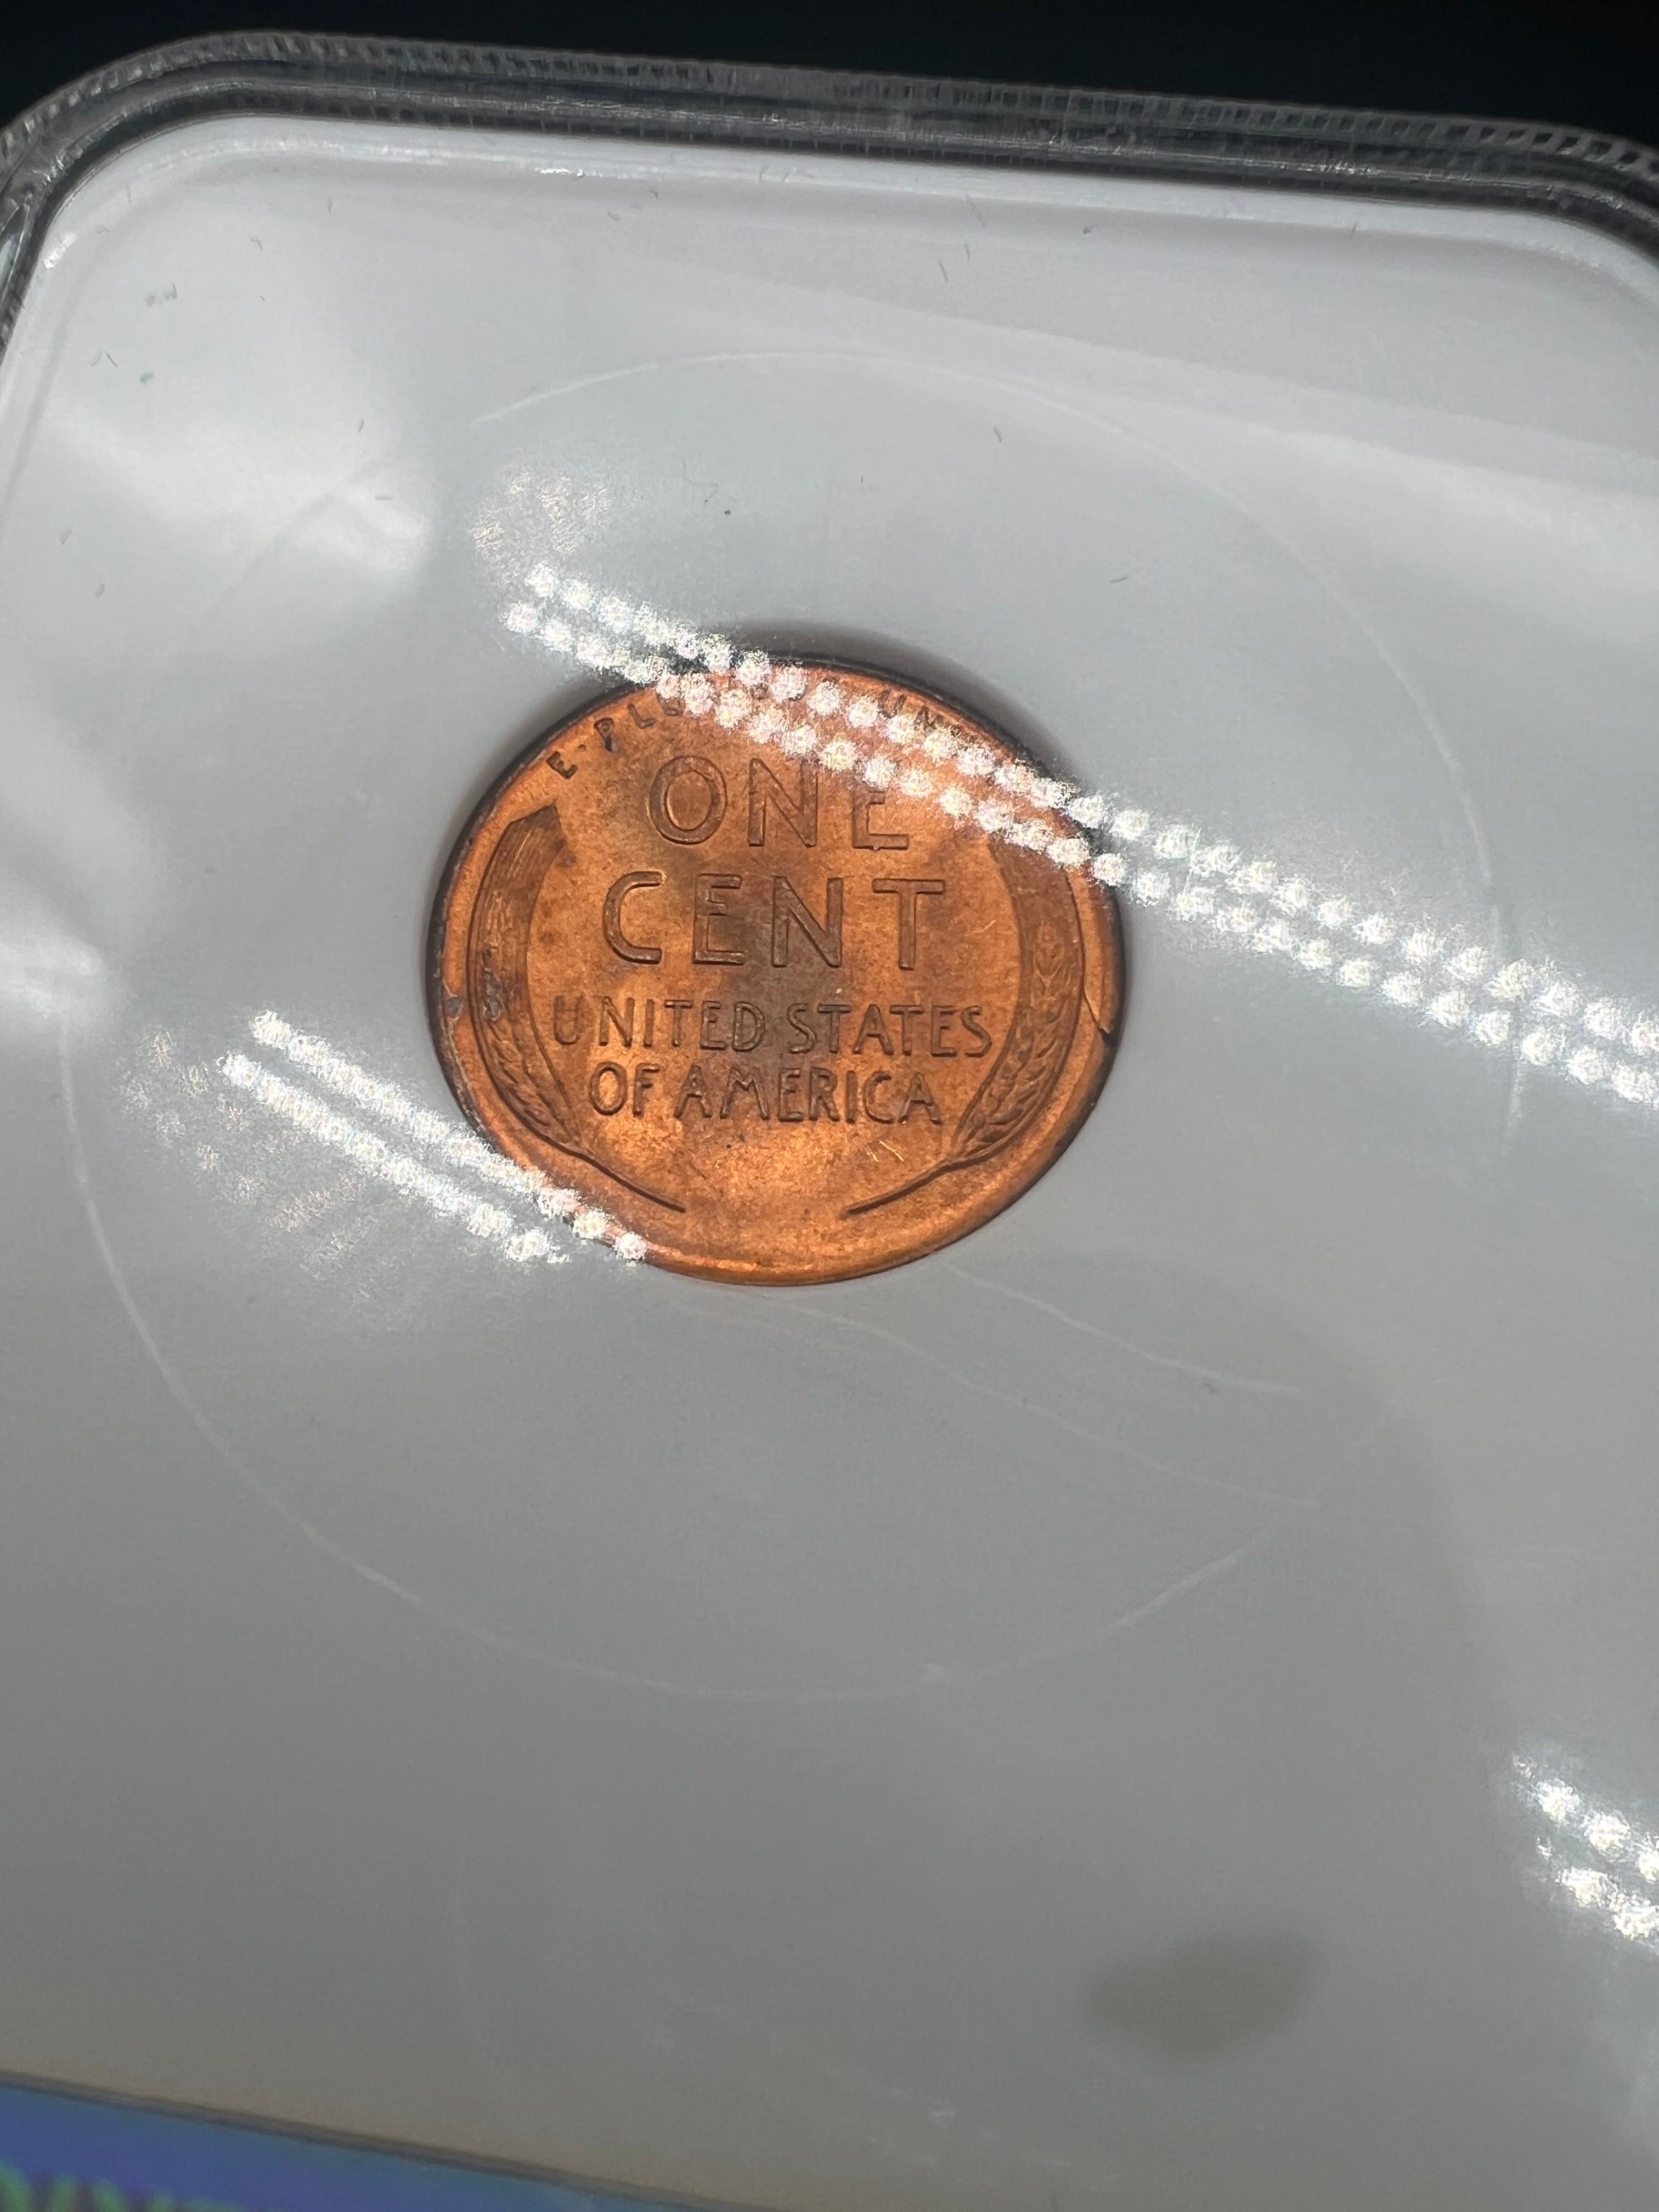 ONE
CENT
UNITED STATES
OF AMERICA